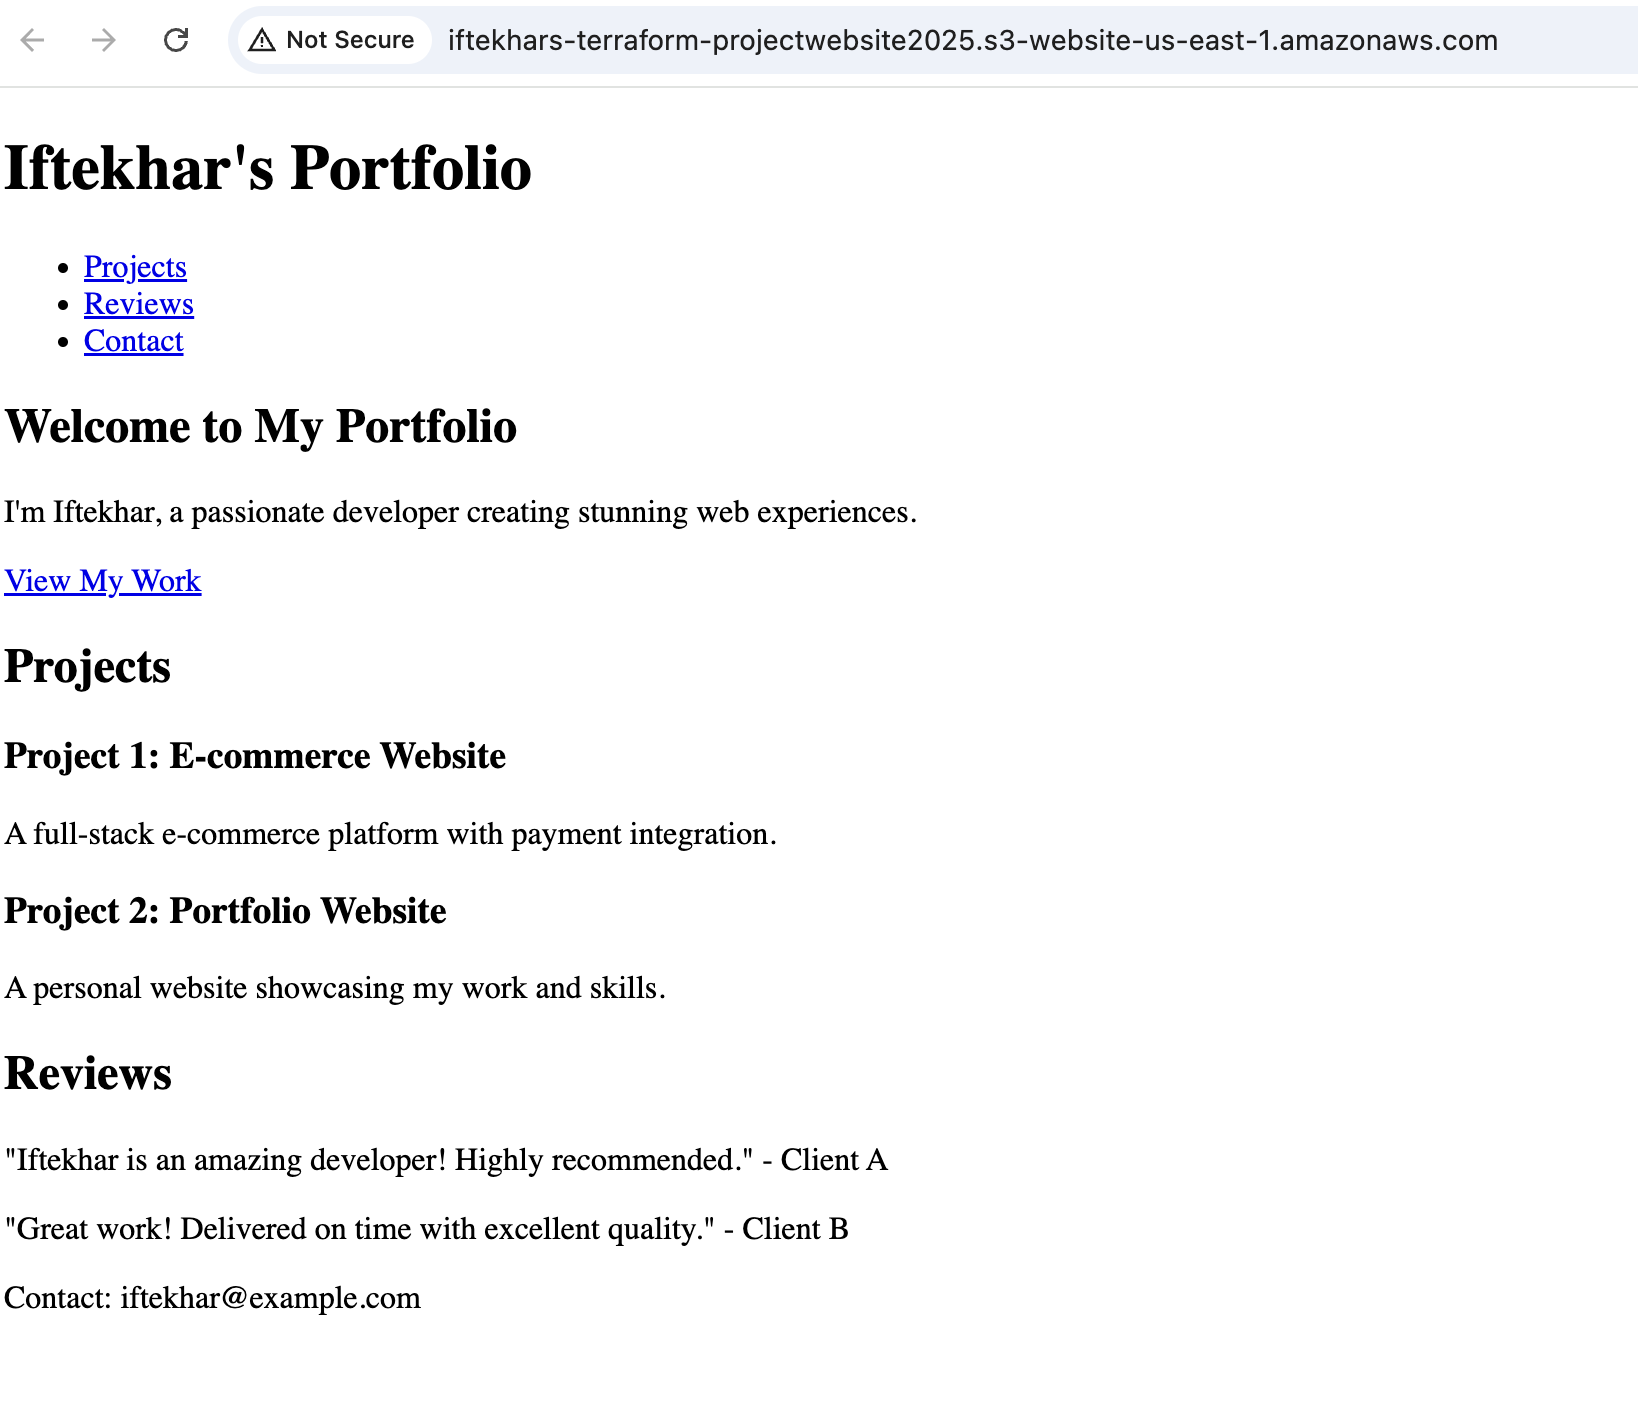 Not Secure iftekhars-terraform-projectwebsite2025.s3-website-us-east-1.amazonaws.com
Iftekhar's Portfolio
Projects
Reviews
Contact
Welcome to My Portfolio
I'm Iftekhar, a passionate developer creating stunning web experiences.
View My Work
Projects
Project 1: E-commerce Website
A full-stack e-commerce platform with payment integration.
Project 2: Portfolio Website
A personal website showcasing my work and skills.
Reviews
"Iftekhar is an amazing developer! Highly recommended." - Client A
"Great work! Delivered on time with excellent quality." - Client B
Contact: iftekhar@example.com